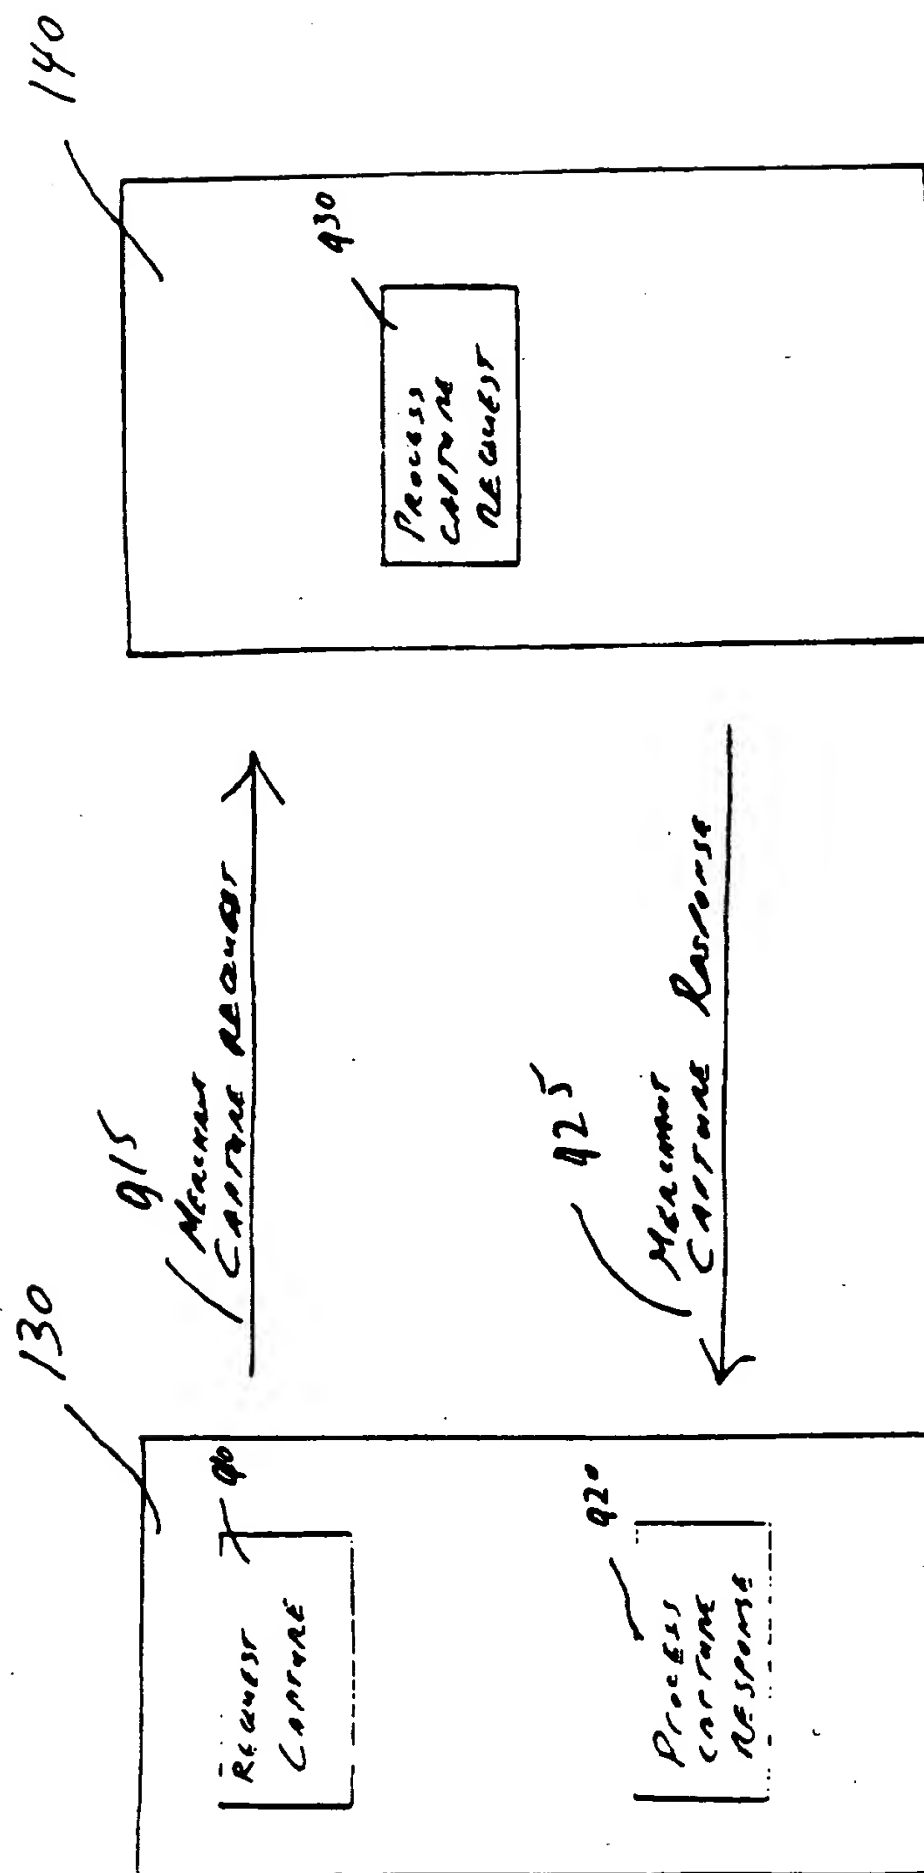 130
REQUEST
CAPTURE
910
915
MERCHANT
CAPTURE REQUEST
140
PROCESS
CAPTURE
REQUEST
930
PROCESS
CAPTURE
RESPONSE
920
925
MERCHANT
CAPTURE RESPONSE